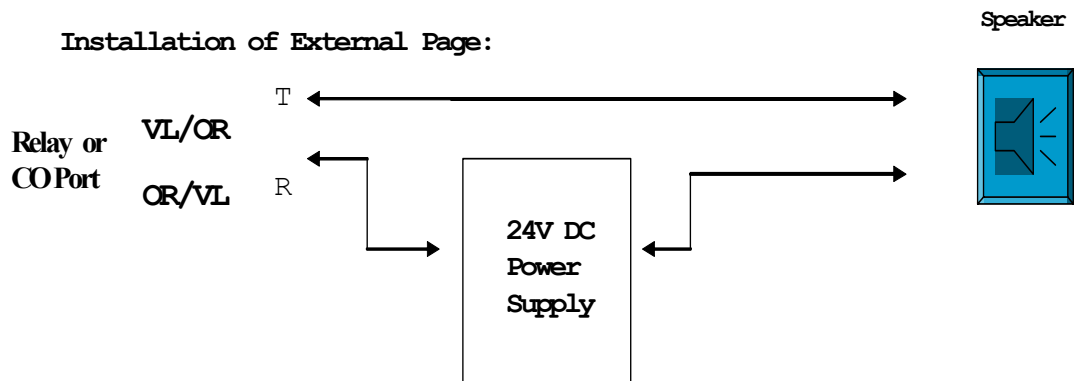 Speaker
Installation of External Page:
T
VL/OR
Relay or
CO Port
R
OR/VL
24V DC
Power
Supply